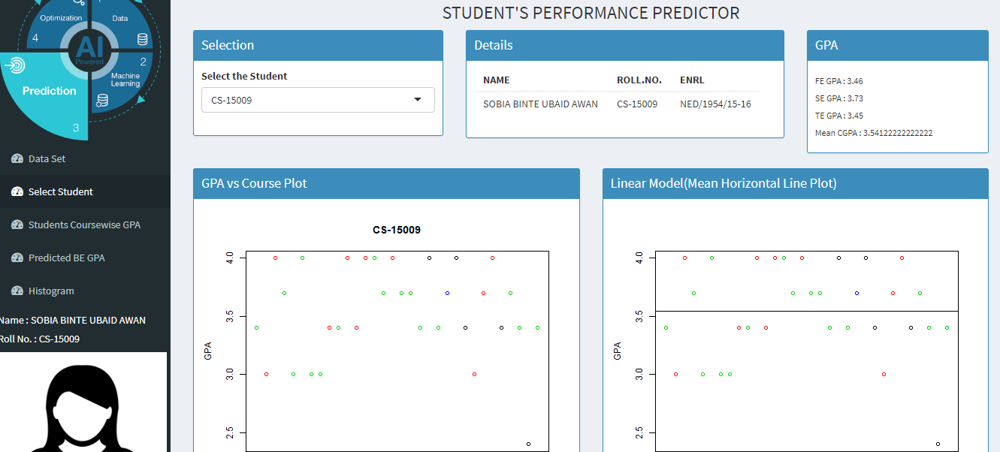 STUDENT'S PERFORMANCE PREDICTOR
Optimization
4
Data
AI
Powered
2
Machine
Learning
Prediction
3
Data Set
Select Student
Students Coursewise GPA
Predicted BE GPA
Histogram
Name : SOBIA BINTE UBAID AWAN
Roll No. : CS-15009
Selection
Select the Student
CS-15009
Details
NAME ROLL.NO. ENRL
SOBIA BINTE UBAID AWAN CS-15009 NED/1954/15-16
GPA
FE GPA : 3.46
SE GPA : 3.73
TE GPA : 3.45
Mean CGPA : 3.54122222222222
GPA vs Course Plot
CS-15009
4.0
3.5
3.0
2.5
GPA
Linear Model(Mean Horizontal Line Plot)
4.0
3.5
3.0
2.5
GPA